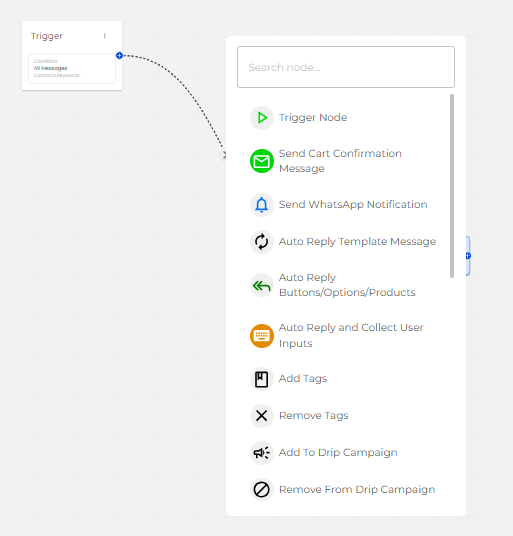 Trigger
Condition:
All Messages
Contacts keywords:
Search node...
Trigger Node
Send Cart Confirmation
Message
Send WhatsApp Notification
Auto Reply Template Message
Auto Reply
Buttons/Options/Products
Auto Reply and Collect User
Inputs
Add Tags
Remove Tags
Add To Drip Campaign
Remove From Drip Campaign